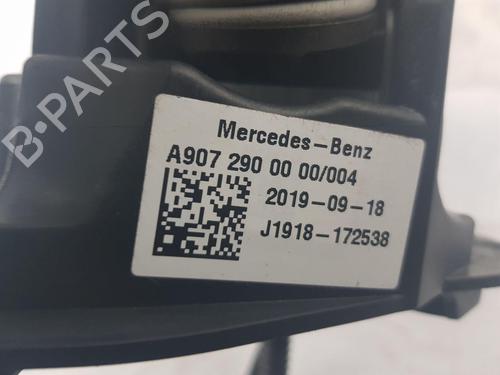 B-PARTS
Mercedes-Benz
A907 290 00 00/004
2019-09-18
J1918-172538